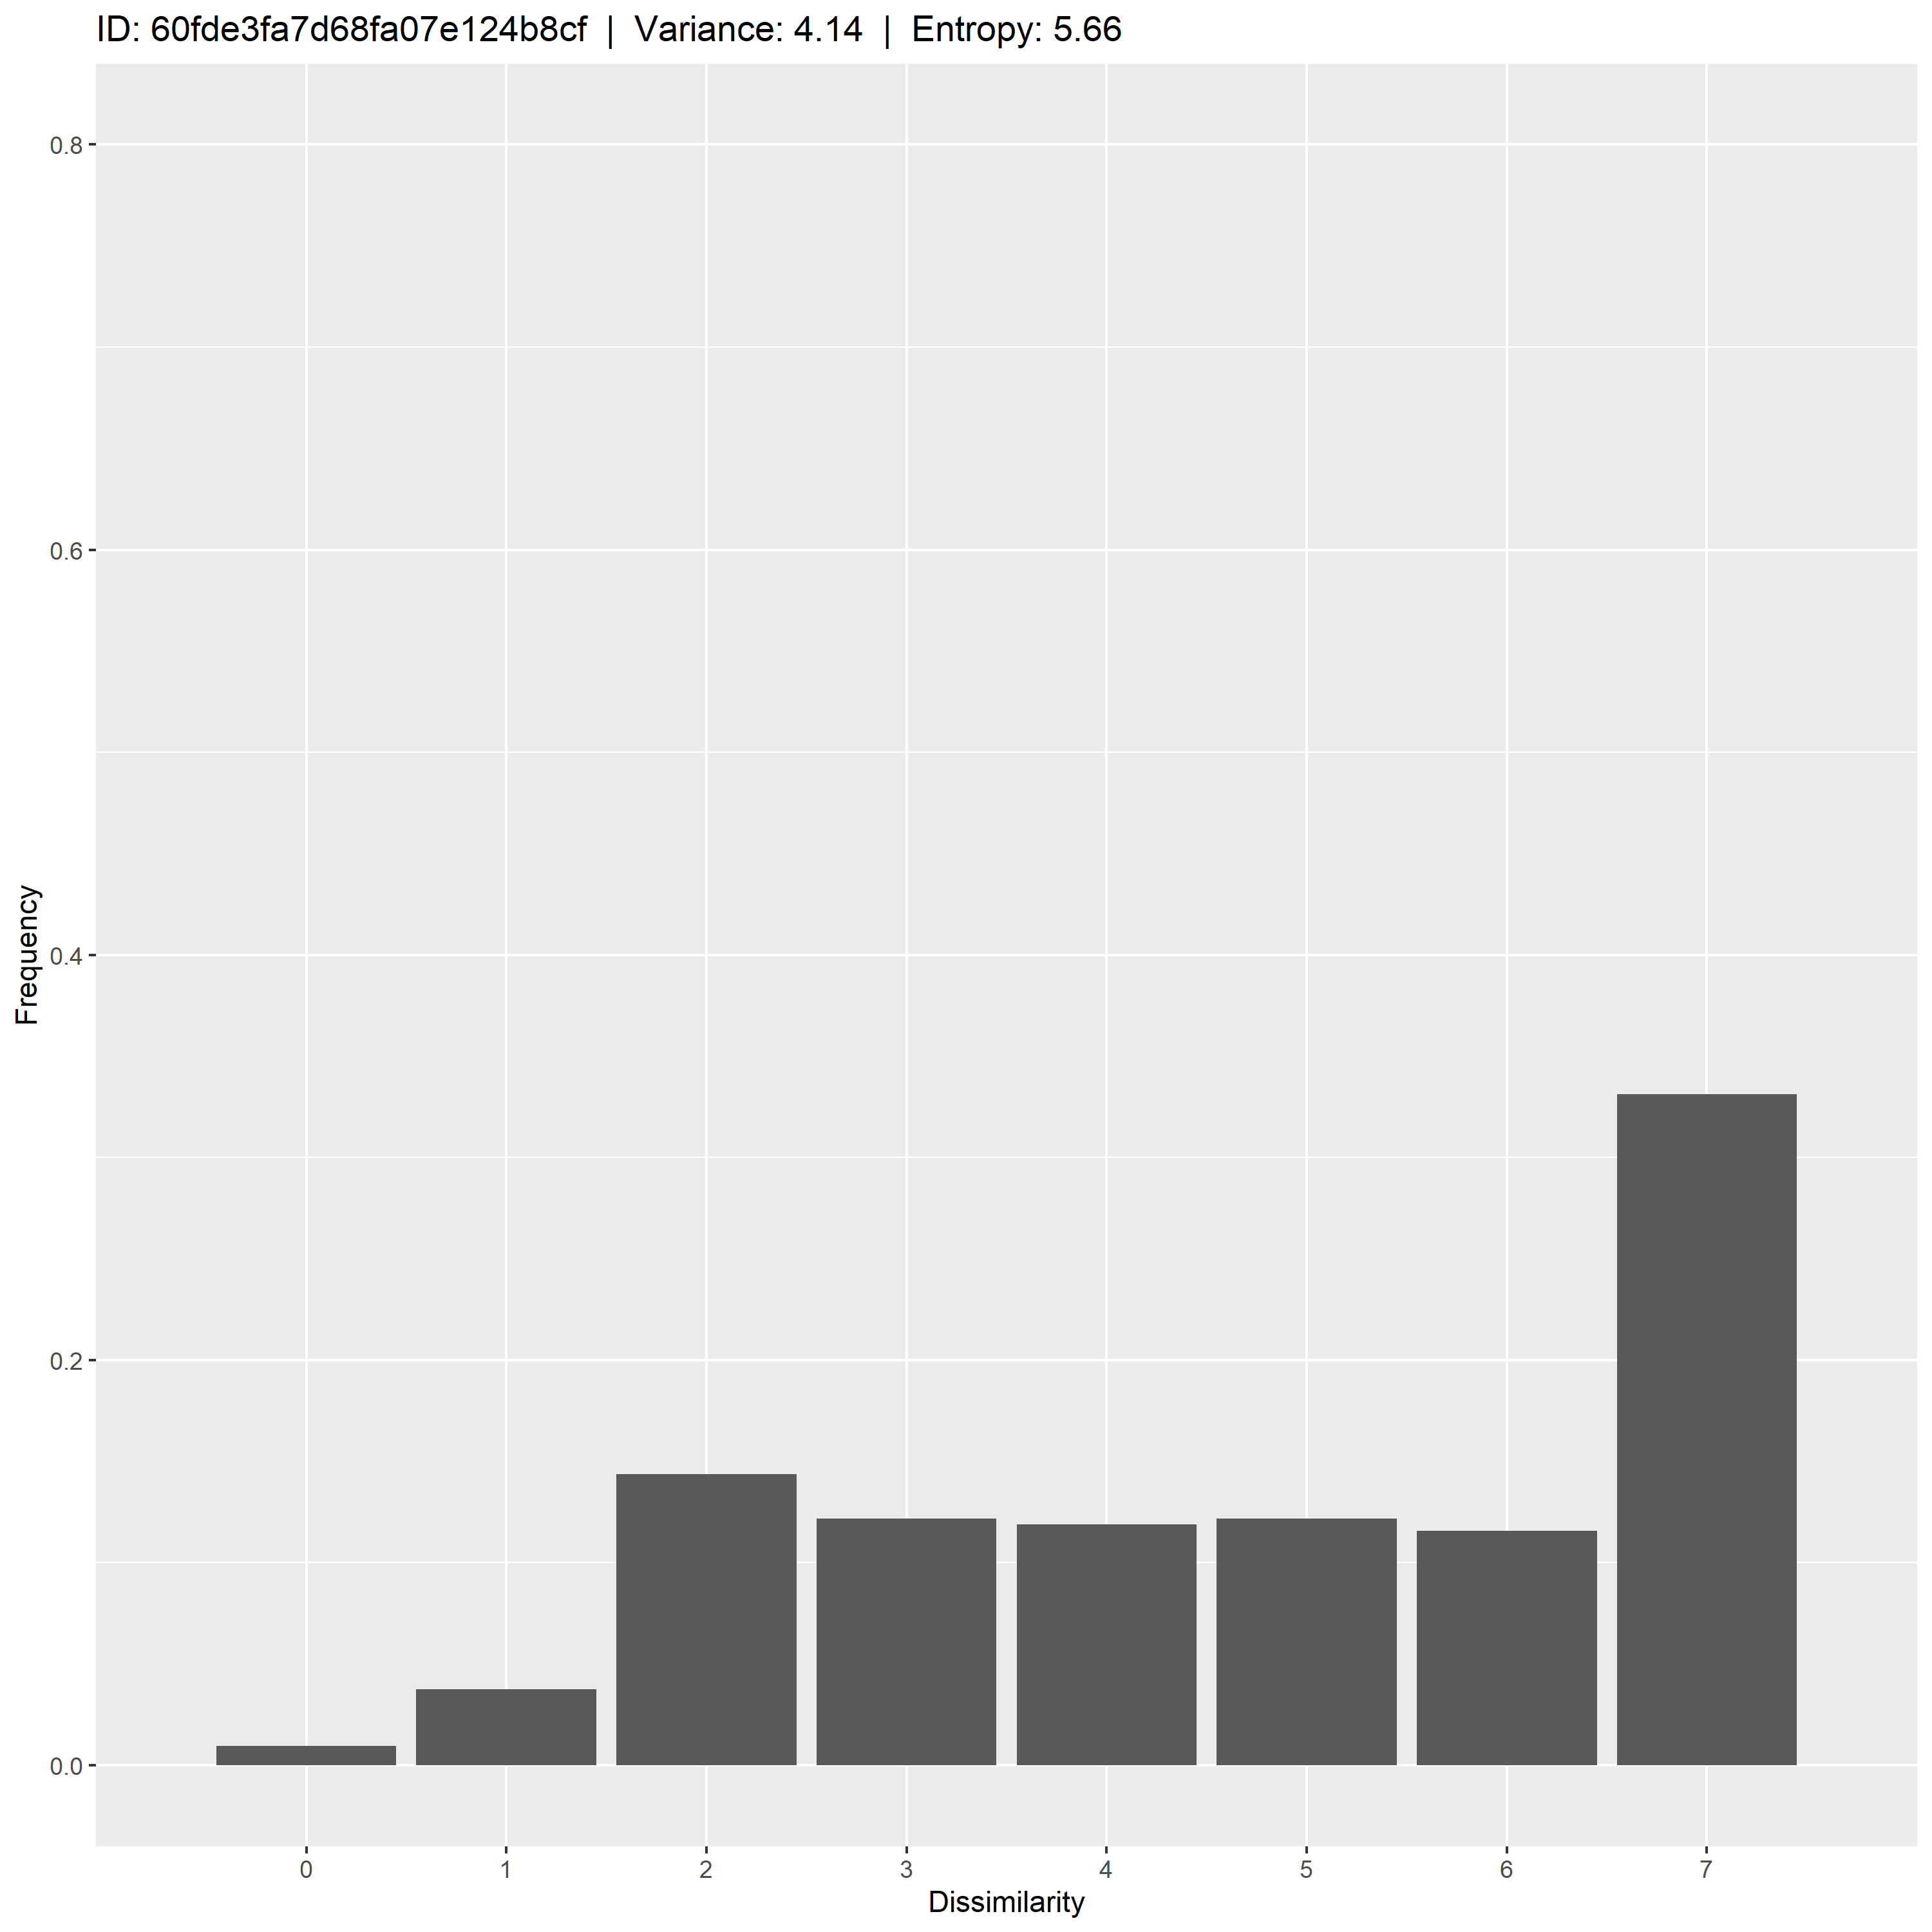 ID: 60fde3fa7d68fa07e124b8cf | Variance: 4.14 | Entropy: 5.66
0.8
0.6
0.4
0.2
0.0
Frequency
0 1 2 3 4 5 6 7
Dissimilarity